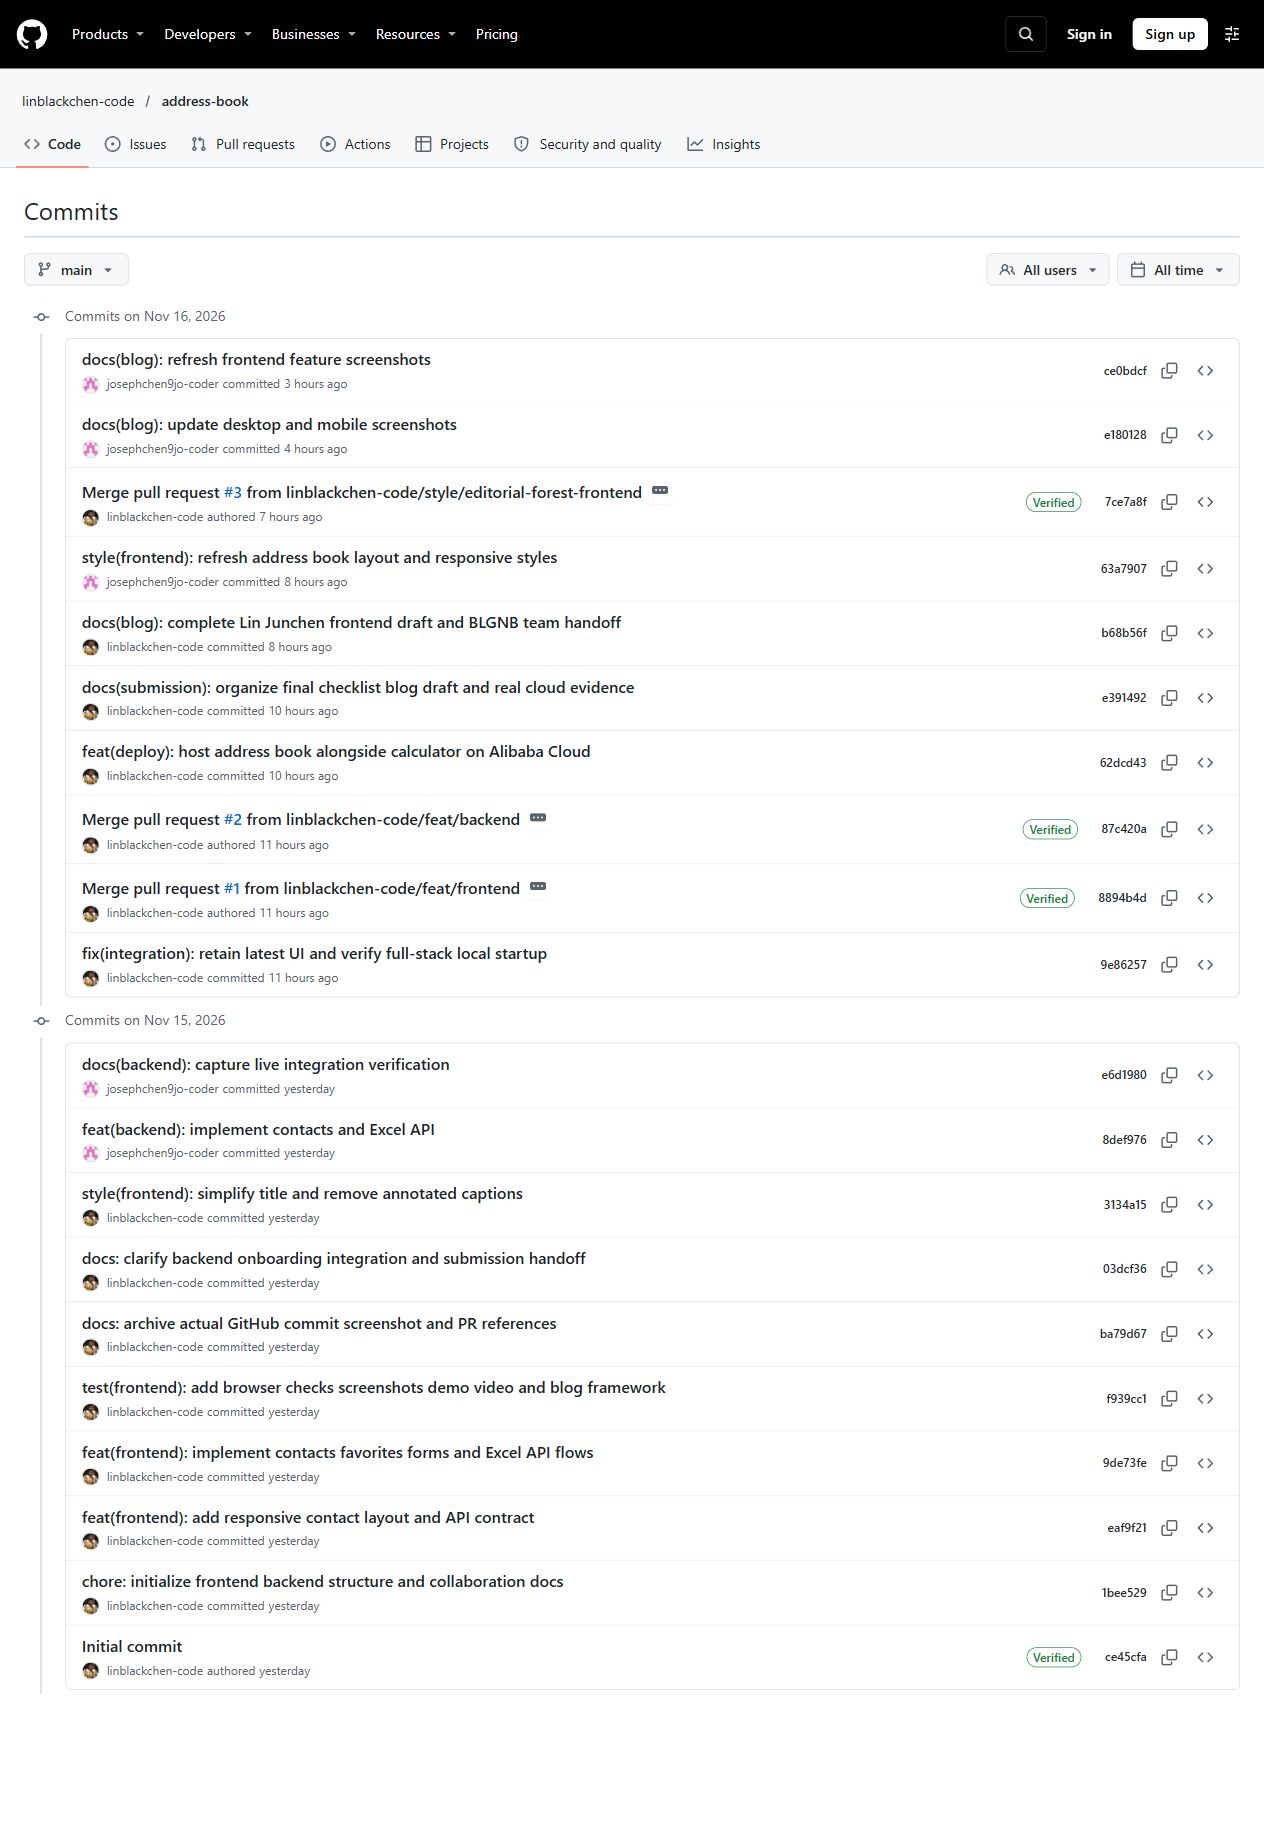 Products Developers Businesses Resources Pricing Sign in Sign up
linblackchen-code / address-book
Code Issues Pull requests Actions Projects Security and quality Insights
Commits
main All users All time
Commits on Nov 16, 2026
docs(blog): refresh frontend feature screenshots
josephchen9jo-coder committed 3 hours ago
ce0bdcf
docs(blog): update desktop and mobile screenshots
josephchen9jo-coder committed 4 hours ago
e180128
Merge pull request #3 from linblackchen-code/style/editorial-forest-frontend
linblackchen-code authored 7 hours ago
Verified 7ce7a8f
style(frontend): refresh address book layout and responsive styles
josephchen9jo-coder committed 8 hours ago
63a7907
docs(blog): complete Lin Junchen frontend draft and BLGNB team handoff
linblackchen-code committed 8 hours ago
b68b56f
docs(submission): organize final checklist blog draft and real cloud evidence
linblackchen-code committed 10 hours ago
e391492
feat(deploy): host address book alongside calculator on Alibaba Cloud
linblackchen-code committed 10 hours ago
62dcd43
Merge pull request #2 from linblackchen-code/feat/backend
linblackchen-code authored 11 hours ago
Verified 87c420a
Merge pull request #1 from linblackchen-code/feat/frontend
linblackchen-code authored 11 hours ago
Verified 8894b4d
fix(integration): retain latest UI and verify full-stack local startup
linblackchen-code committed 11 hours ago
9e86257
Commits on Nov 15, 2026
docs(backend): capture live integration verification
josephchen9jo-coder committed yesterday
e6d1980
feat(backend): implement contacts and Excel API
josephchen9jo-coder committed yesterday
8def976
style(frontend): simplify title and remove annotated captions
linblackchen-code committed yesterday
3134a15
docs: clarify backend onboarding integration and submission handoff
linblackchen-code committed yesterday
03dcf36
docs: archive actual GitHub commit screenshot and PR references
linblackchen-code committed yesterday
ba79d67
test(frontend): add browser checks screenshots demo video and blog framework
linblackchen-code committed yesterday
f939cc1
feat(frontend): implement contacts favorites forms and Excel API flows
linblackchen-code committed yesterday
9de73fe
feat(frontend): add responsive contact layout and API contract
linblackchen-code committed yesterday
eaf9f21
chore: initialize frontend backend structure and collaboration docs
linblackchen-code committed yesterday
1bee529
Initial commit
linblackchen-code authored yesterday
Verified ce45cfa